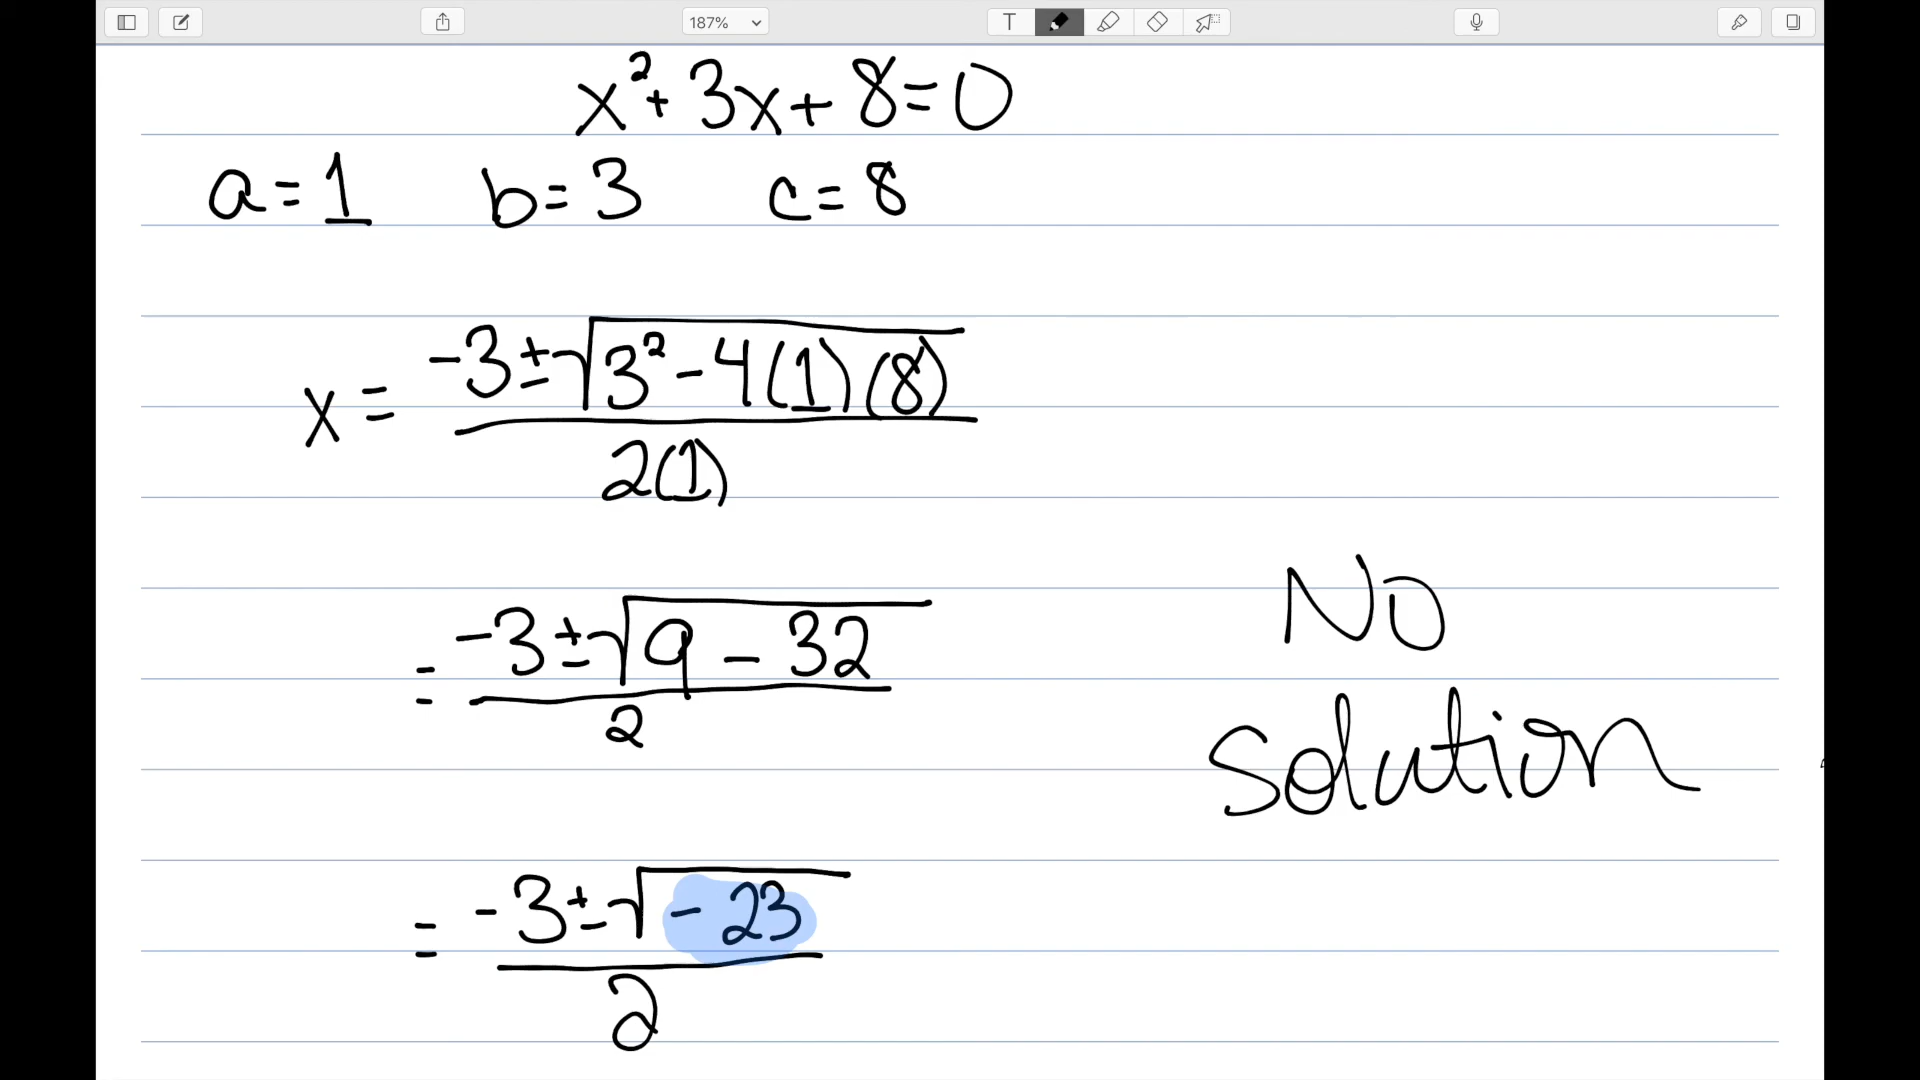 187%
T
x²+3x+8=0
a=1 b=3 c=8
x = (-3±√(3²-4(1)(8)))/(2(1))
= (-3±√(9-32))/2
No
Solution
= (-3±√(-23))/2